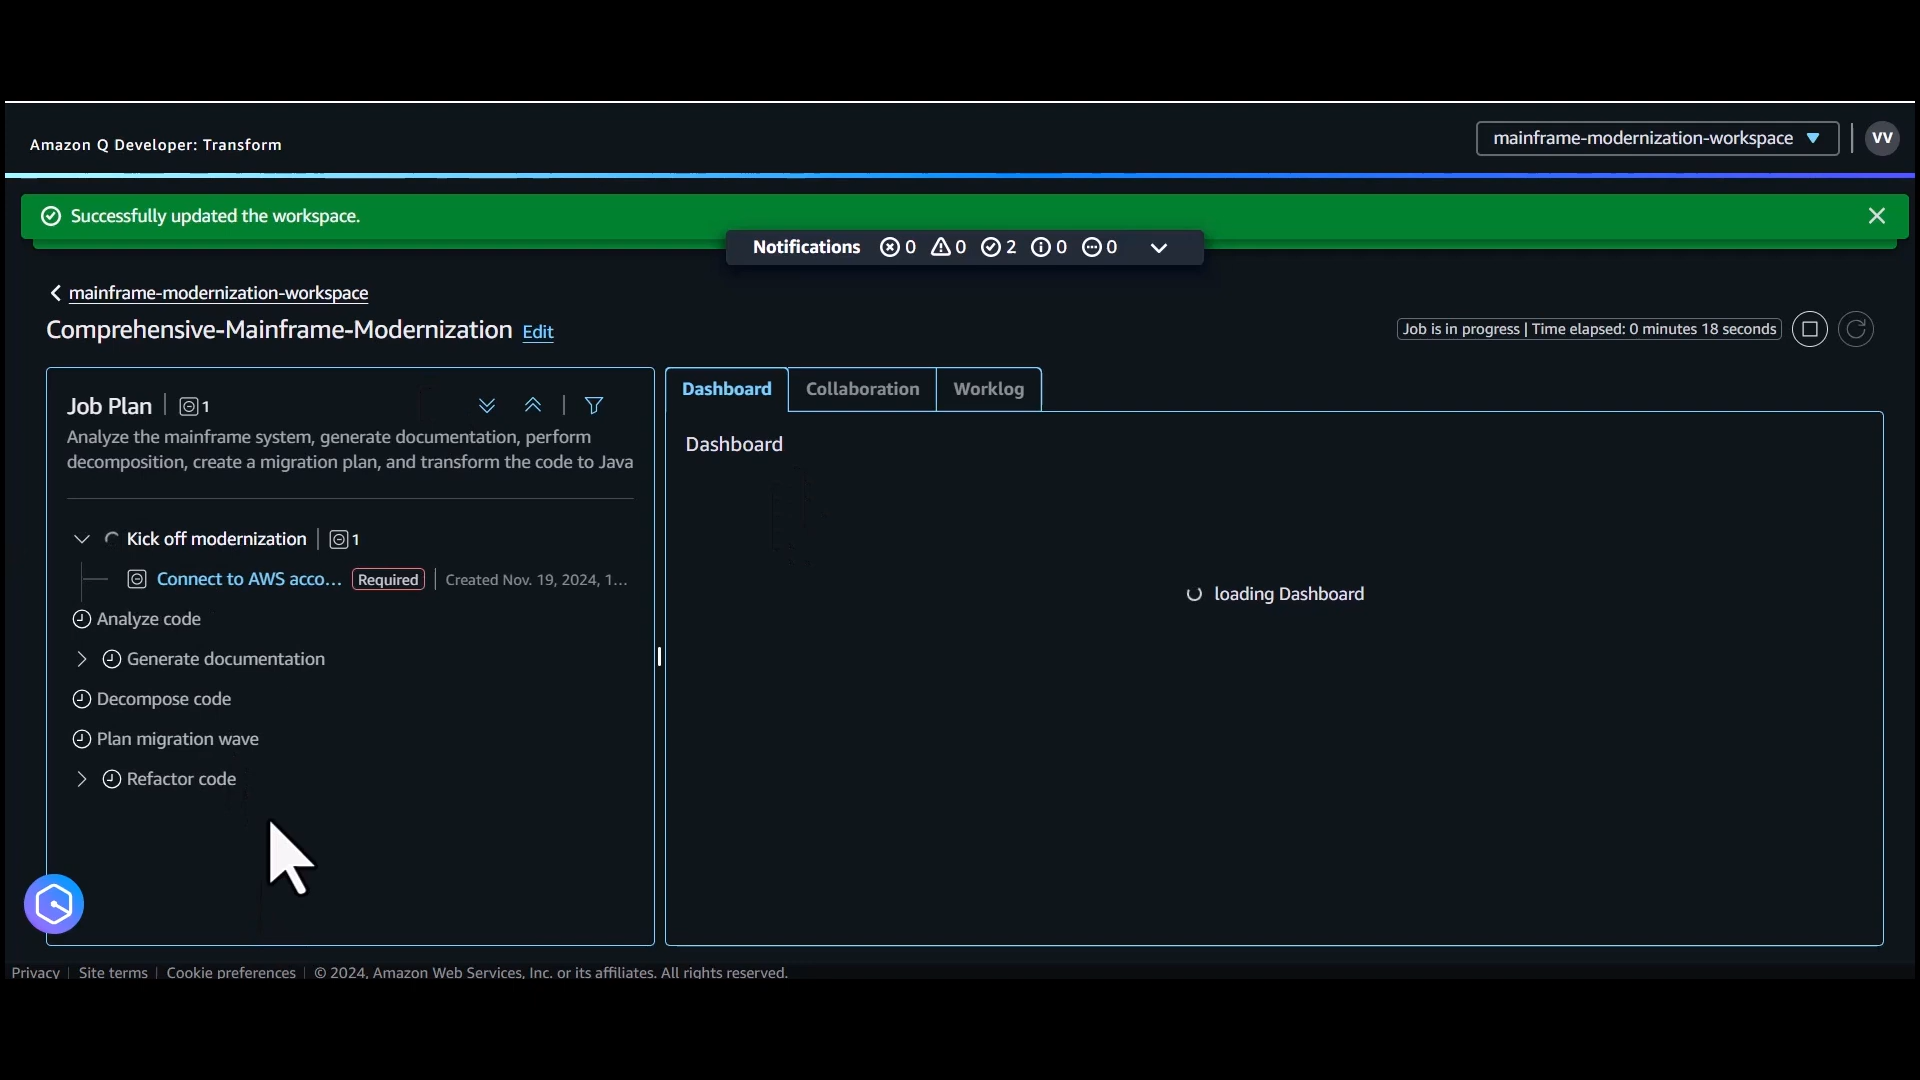 Amazon Q Developer: Transform
mainframe-modernization-workspace
VV
Successfully updated the workspace.
Notifications 0 0 2 0 0
mainframe-modernization-workspace
Comprehensive-Mainframe-Modernization Edit
Job is in progress | Time elapsed: 0 minutes 18 seconds
Job Plan 1
Analyze the mainframe system, generate documentation, perform
decomposition, create a migration plan, and transform the code to Java
Kick off modernization 1
Connect to AWS acco... Required Created Nov. 19, 2024, 1...
Analyze code
Generate documentation
Decompose code
Plan migration wave
Refactor code
Dashboard Collaboration Worklog
Dashboard
loading Dashboard
Privacy | Site terms | Cookie preferences | © 2024, Amazon Web Services, Inc. or its affiliates. All rights reserved.